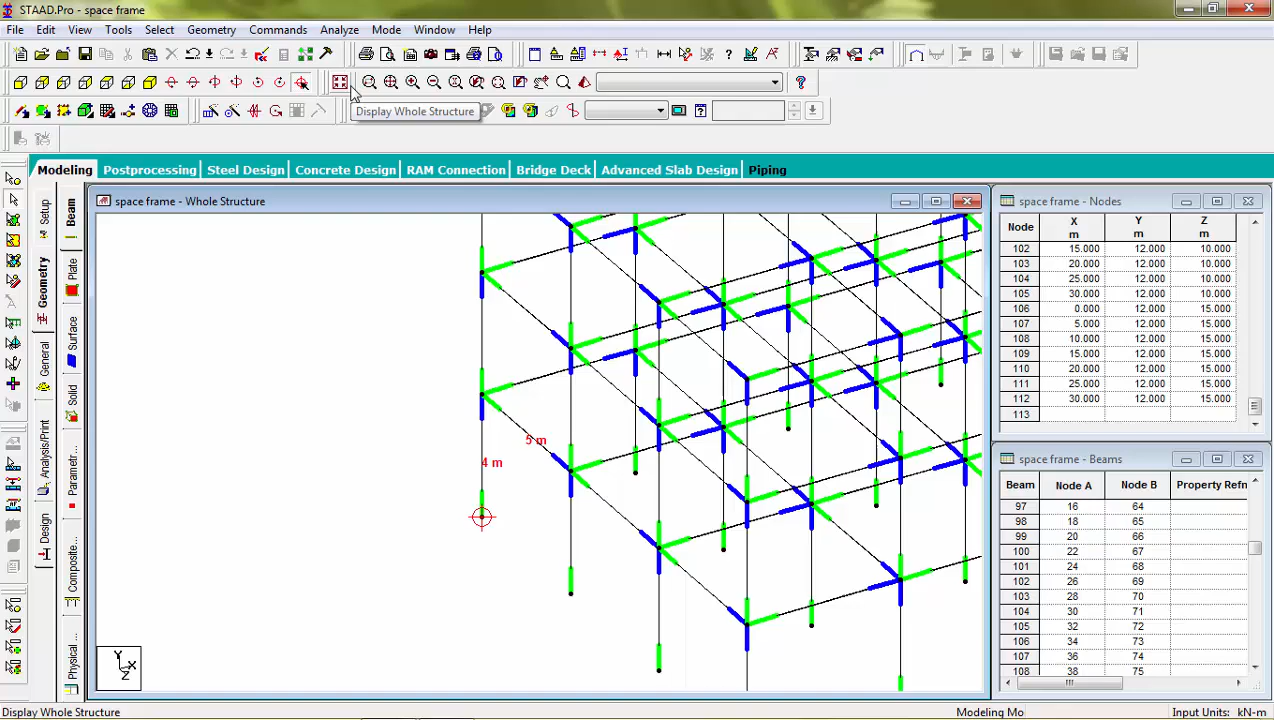 STAAD.Pro - space frame
File Edit View Tools Select Geometry Commands Analyze Mode Window Help
Display Whole Structure
Modeling Postprocessing Steel Design Concrete Design RAM Connection Bridge Deck Advanced Slab Design Piping
Setup
Geometry
General
Analysis/Print
Design
Beam
Plate
Surface
Solid
Parametr...
Composite...
Physical ...
space frame - Whole Structure
5 m
4 m
Y
X
Z
space frame - Nodes
Node X m Y m Z m
102 15.000 12.000 10.000
103 20.000 12.000 10.000
104 25.000 12.000 10.000
105 30.000 12.000 10.000
106 0.000 12.000 15.000
107 5.000 12.000 15.000
108 10.000 12.000 15.000
109 15.000 12.000 15.000
110 20.000 12.000 15.000
111 25.000 12.000 15.000
112 30.000 12.000 15.000
113
space frame - Beams
Beam Node A Node B Property Refn
97 16 64
98 18 65
99 20 66
100 22 67
101 24 68
102 26 69
103 28 70
104 30 71
105 32 72
106 34 73
107 36 74
108 38 75
Display Whole Structure Modeling Mo Input Units: kN-m